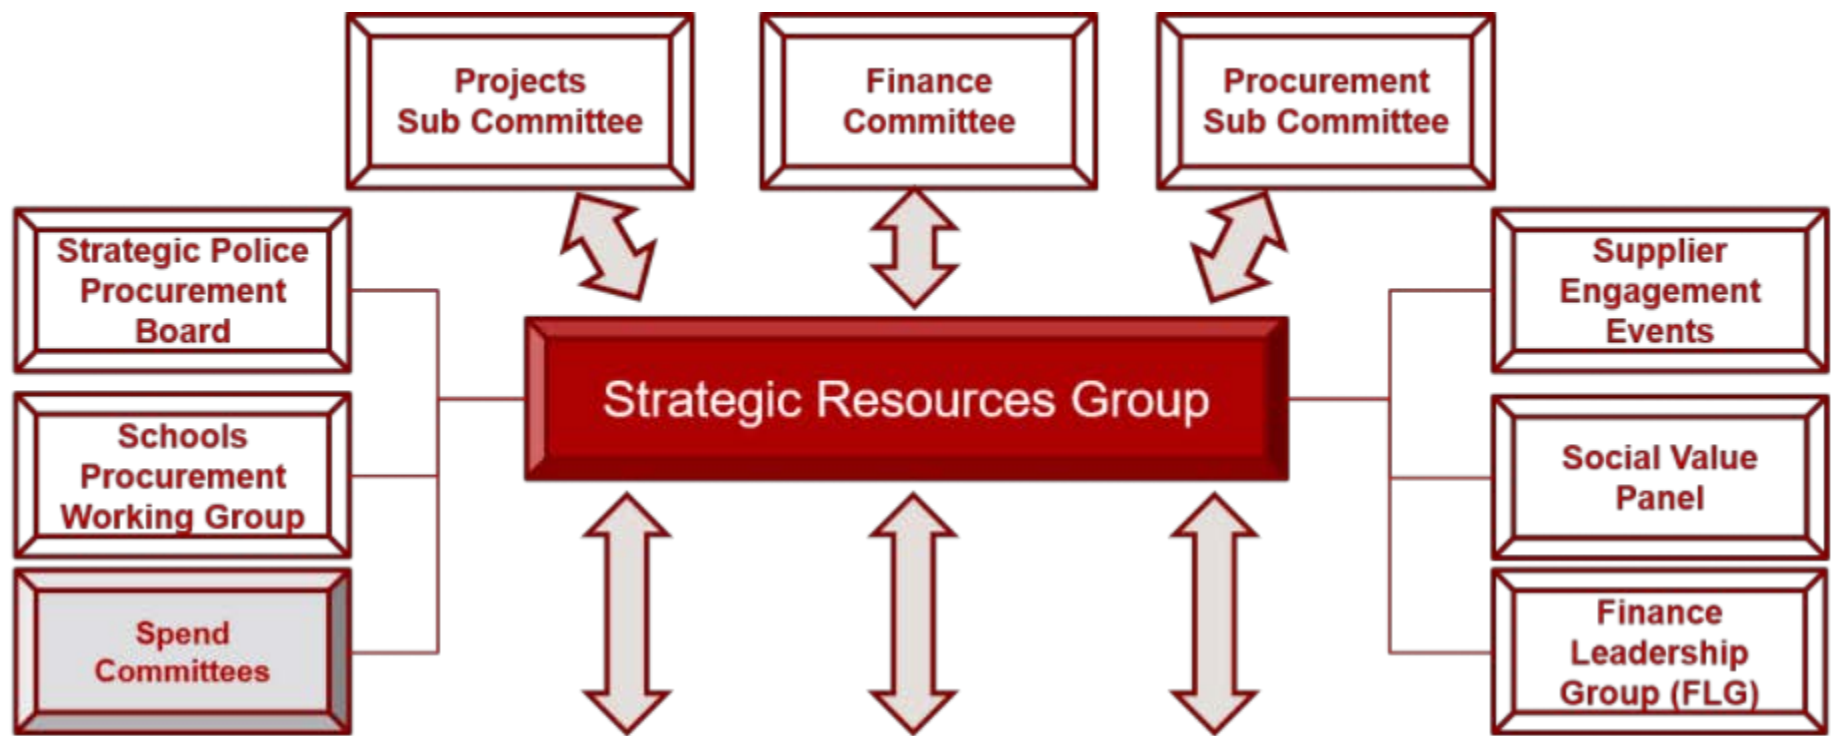 Projects
Sub Committee
Finance
Committee
Procurement
Sub Committee
Strategic Police
Procurement
Board
Supplier
Engagement
Events
Strategic Resources Group
Schools
Procurement
Working Group
Social Value
Panel
Spend
Committees
Finance
Leadership
Group (FLG)